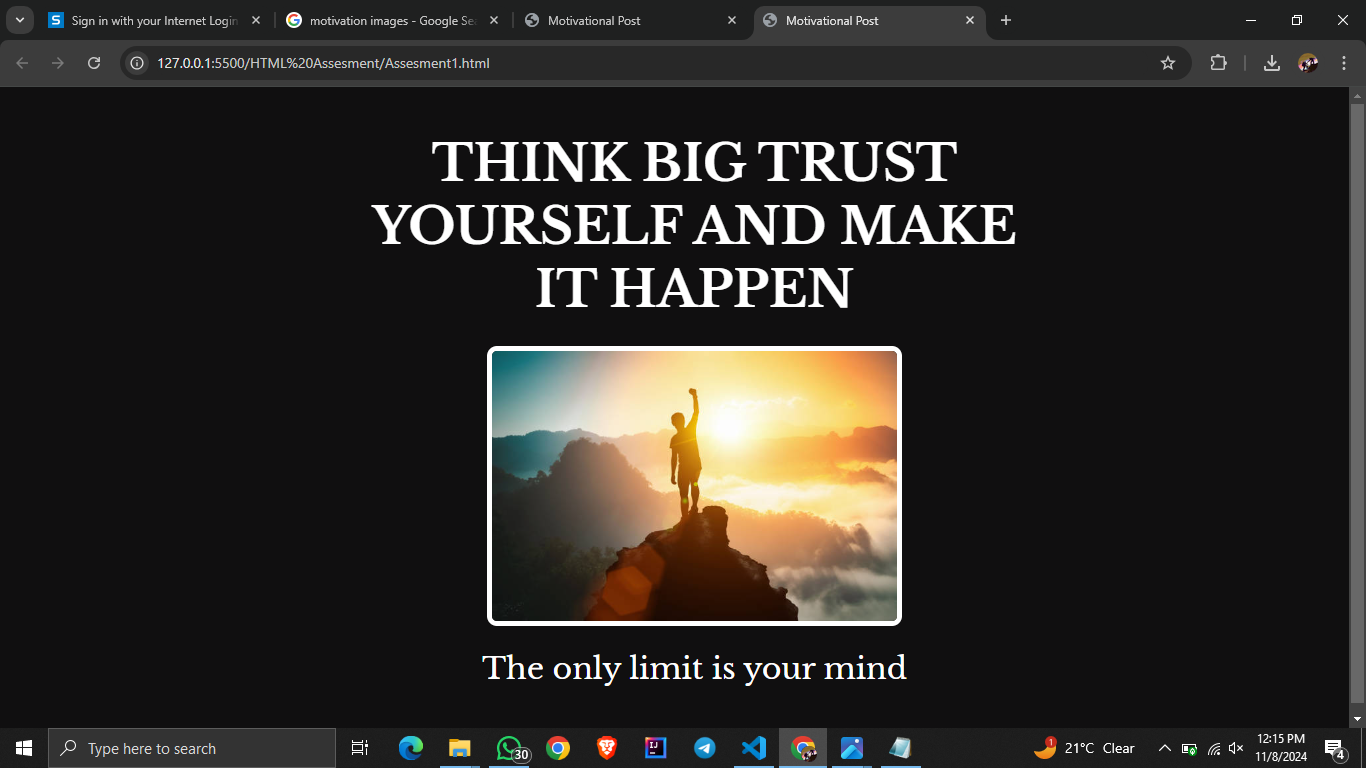 Sign in with your Internet Login
motivation images - Google Se
Motivational Post
Motivational Post
127.0.0.1:5500/HTML%20Assesment/Assesment1.html
THINK BIG TRUST
YOURSELF AND MAKE
IT HAPPEN
The only limit is your mind
Type here to search
30
1
21°C Clear
12:15 PM
11/8/2024
4